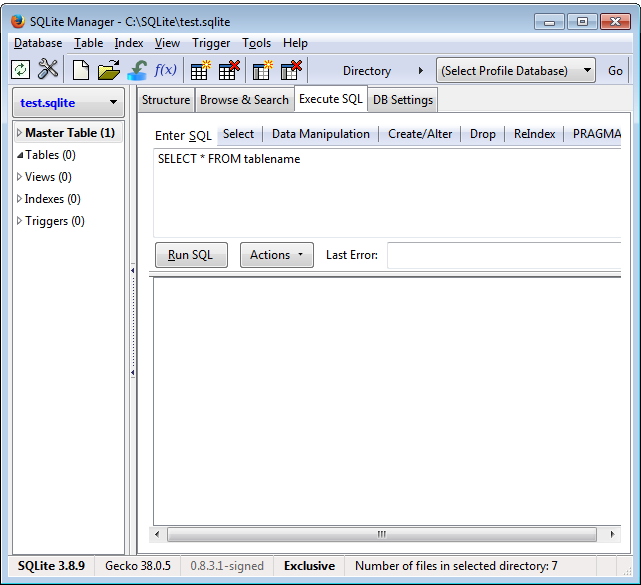 SQLite Manager - C:\SQLite\test.sqlite
Database Table Index View Trigger Tools Help
f(x) Directory (Select Profile Database) Go
test.sqlite
Structure Browse & Search Execute SQL DB Settings
Master Table (1)
Tables (0)
Views (0)
Indexes (0)
Triggers (0)
Enter SQL Select Data Manipulation Create/Alter Drop ReIndex PRAGMA
SELECT * FROM tablename
Run SQL Actions Last Error:
SQLite 3.8.9 Gecko 38.0.5 0.8.3.1-signed Exclusive Number of files in selected directory: 7